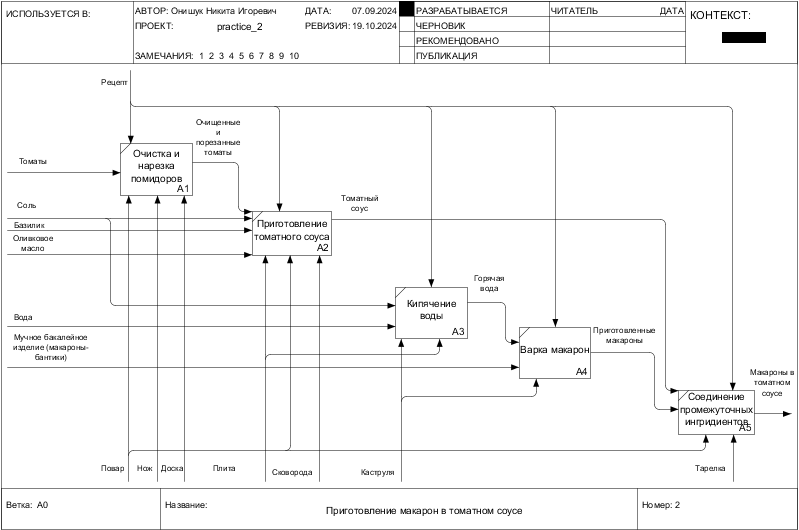 ИСПОЛЬЗУЕТСЯ В:
АВТОР: Онишук Никита Игоревич
ДАТА: 07.09.2024
РАЗРАБАТЫВАЕТСЯ
ЧИТАТЕЛЬ
ДАТА
КОНТЕКСТ:
ПРОЕКТ: practice_2
РЕВИЗИЯ: 19.10.2024
ЧЕРНОВИК
РЕКОМЕНДОВАНО
ЗАМЕЧАНИЯ: 1 2 3 4 5 6 7 8 9 10
ПУБЛИКАЦИЯ
Рецепт
Очищенные
и
порезанные
томаты
Томаты
Очистка и
нарезка
помидоров
A1
Соль
Базилик
Оливковое
масло
Томатный
соус
Приготовление
томатного соуса
A2
Горячая
вода
Кипячение
воды
A3
Вода
Мучное бакалейное
изделие (макароны-
бантики)
Варка макарон
A4
Приготовленные
макароны
Макароны в
томатном
соусе
Соединение
промежуточных
ингридиентов
A5
Повар
Нож
Доска
Плита
Сковорода
Каструля
Тарелка
Ветка: A0
Название:
Приготовление макарон в томатном соусе
Номер: 2